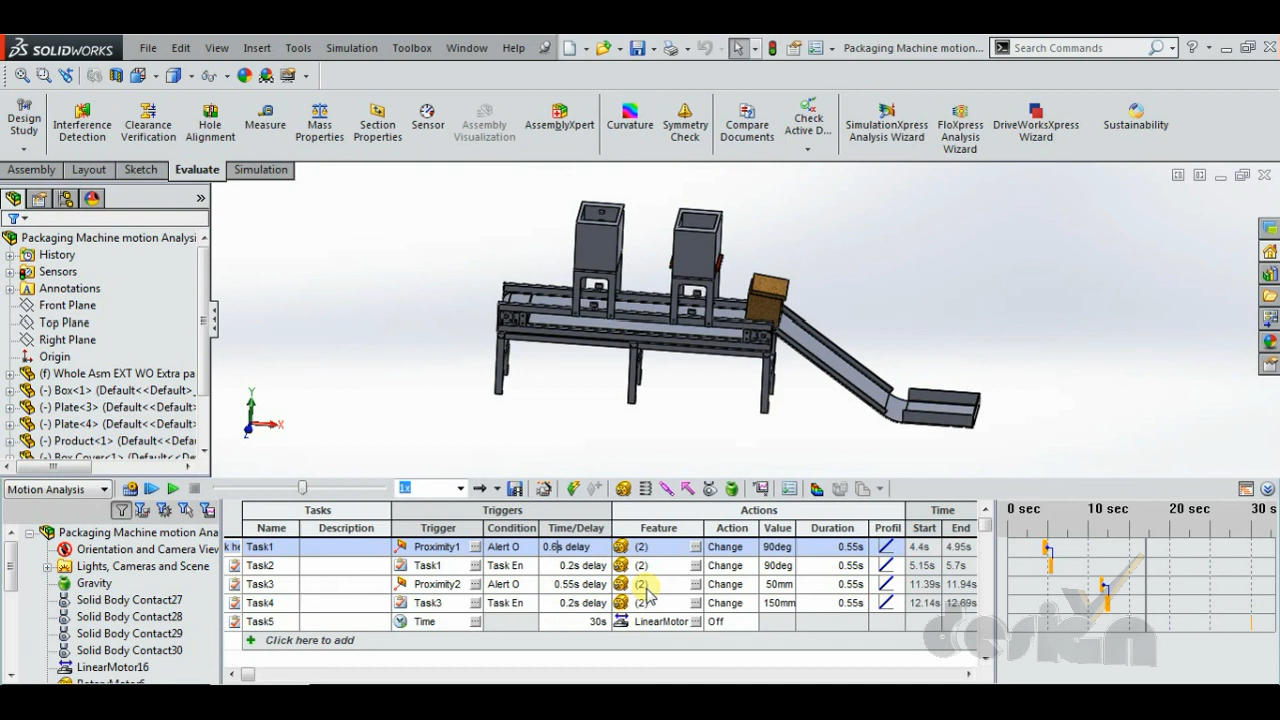 SOLIDWORKS File Edit View Insert Tools Simulation Toolbox Window Help Packaging Machine motion... Search Commands
Design Study
Interference Detection
Clearance Verification
Hole Alignment
Measure
Mass Properties
Section Properties
Sensor
Assembly Visualization
AssemblyXpert
Curvature
Symmetry Check
Compare Documents
Check Active D...
SimulationXpress Analysis Wizard
FloXpress Analysis Wizard
DriveWorksXpress Wizard
Sustainability
Assembly Layout Sketch Evaluate Simulation
Packaging Machine motion Analysi
History
Sensors
Annotations
Front Plane
Top Plane
Right Plane
Origin
(f) Whole Asm EXT WO Extra pa
(-) Box<1> (Default<<Default>
(-) Plate<3> (Default<<Default>
(-) Plate<4> (Default<<Default>
(-) Product<1> (Default<<Defau
(-) Box Cover<1> (Default<<De
Y
X
Z
Motion Analysis 1x
Packaging Machine motion Ana
Orientation and Camera View
Lights, Cameras and Scene
Gravity
Solid Body Contact27
Solid Body Contact28
Solid Body Contact29
Solid Body Contact30
LinearMotor16
Tasks Triggers Actions Time
Name Description Trigger Condition Time/Delay Feature Action Value Duration Profil Start End
Task1 Proximity1 Alert O 0.6s delay (2) Change 90deg 0.55s 4.4s 4.95s
Task2 Task1 Task En 0.2s delay (2) Change 90deg 0.55s 5.15s 5.7s
Task3 Proximity2 Alert O 0.55s delay (2) Change 50mm 0.55s 11.39s 11.94s
Task4 Task3 Task En 0.2s delay (2) Change 150mm 0.55s 12.14s 12.69s
Task5 Time 30s LinearMotor Off
Click here to add
0 sec 10 sec 20 sec 30 s
design